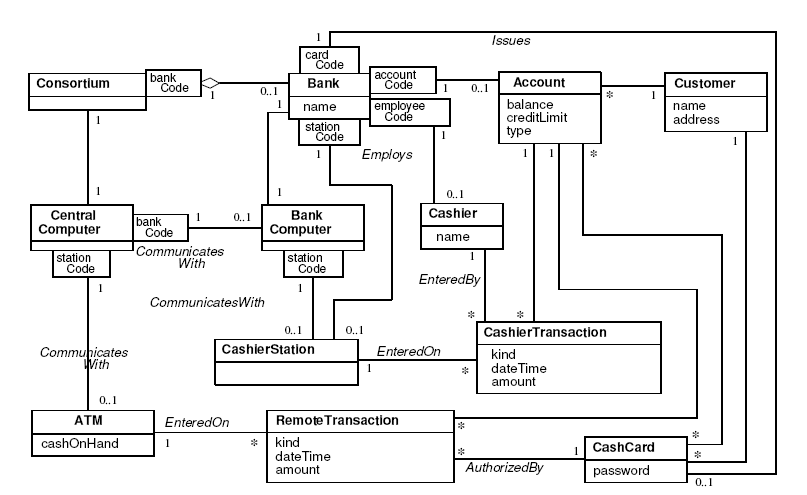 1
Issues
card
Code
Consortium
bank
Code
1
0..1
Bank
name
1
account
Code
1
0..1
employee
Code
1
Account
balance
creditLimit
type
*
1
Customer
name
address
station
Code
1
Employs
1
1
*
1
1
1
1
0..1
Central
Computer
bank
Code
1
0..1
Bank
Computer
Cashier
name
1
Communicates
With
station
Code
1
station
Code
1
EnteredBy
CommunicatesWith
0..1
0..1
*
*
CashierStation
CashierTransaction
kind
dateTime
amount
EnteredOn
1
*
Communicates
With
0..1
ATM
cashOnHand
EnteredOn
1
*
RemoteTransaction
kind
dateTime
amount
*
*
AuthorizedBy
1
CashCard
password
*
*
0..1